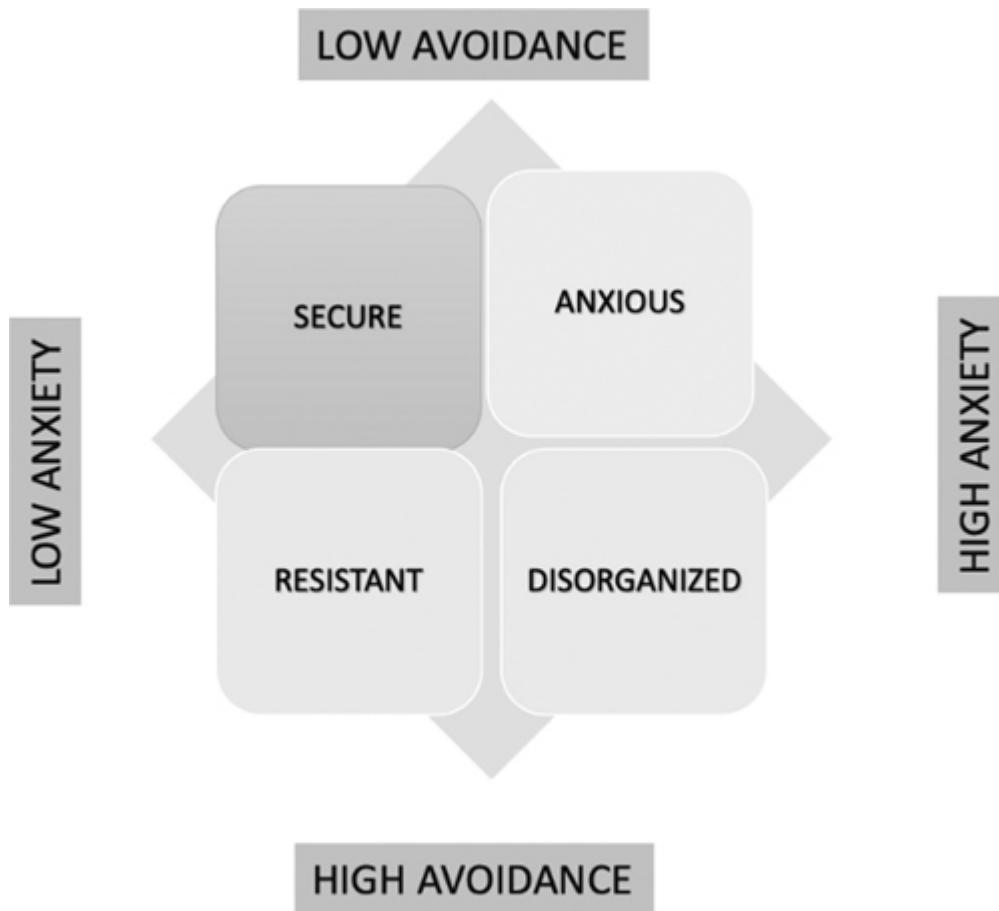 LOW AVOIDANCE
SECURE
ANXIOUS
LOW ANXIETY
HIGH ANXIETY
RESISTANT
DISORGANIZED
HIGH AVOIDANCE